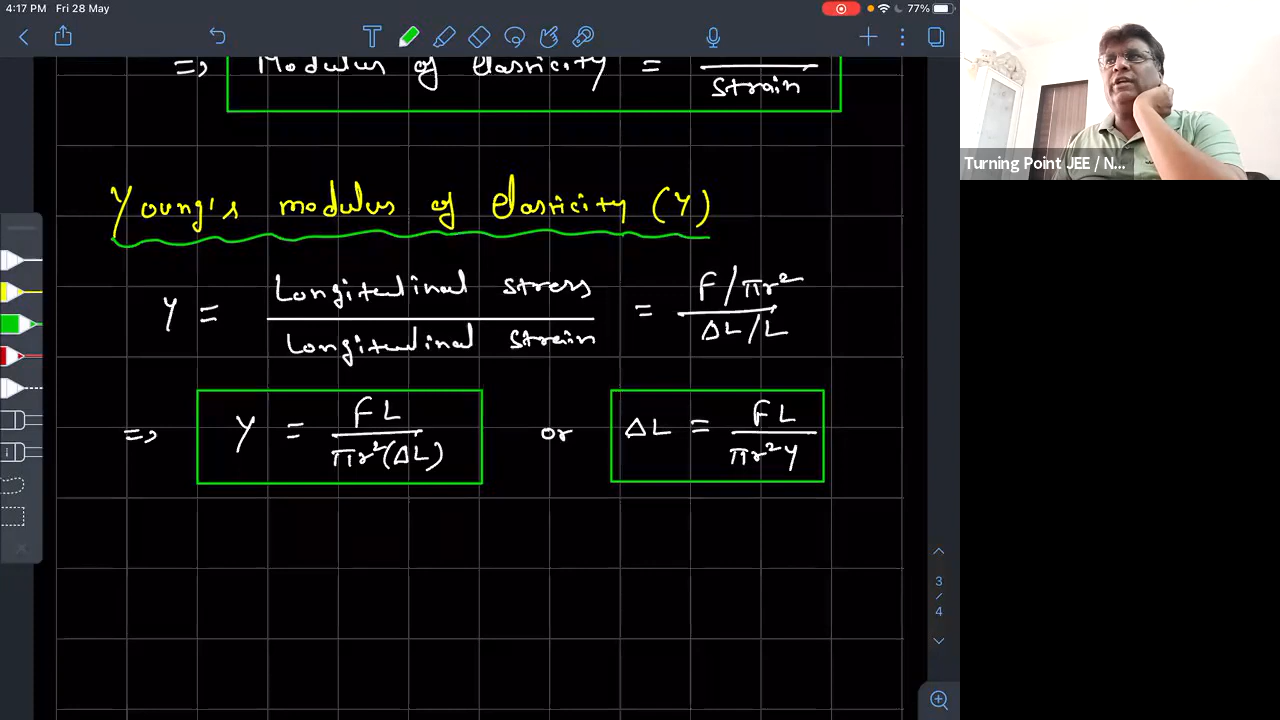 4:17 PM Fri 28 May 77%
=> Modulus of Elasticity = 
Strain
Turning Point JEE / N...
Young's modulus of Elasticity (Y)
Y = Longitudinal stress / Longitudinal strain = F/πr² / ΔL/L
=> Y = FL / πr²(ΔL) or ΔL = FL / πr²Y
3
/
4